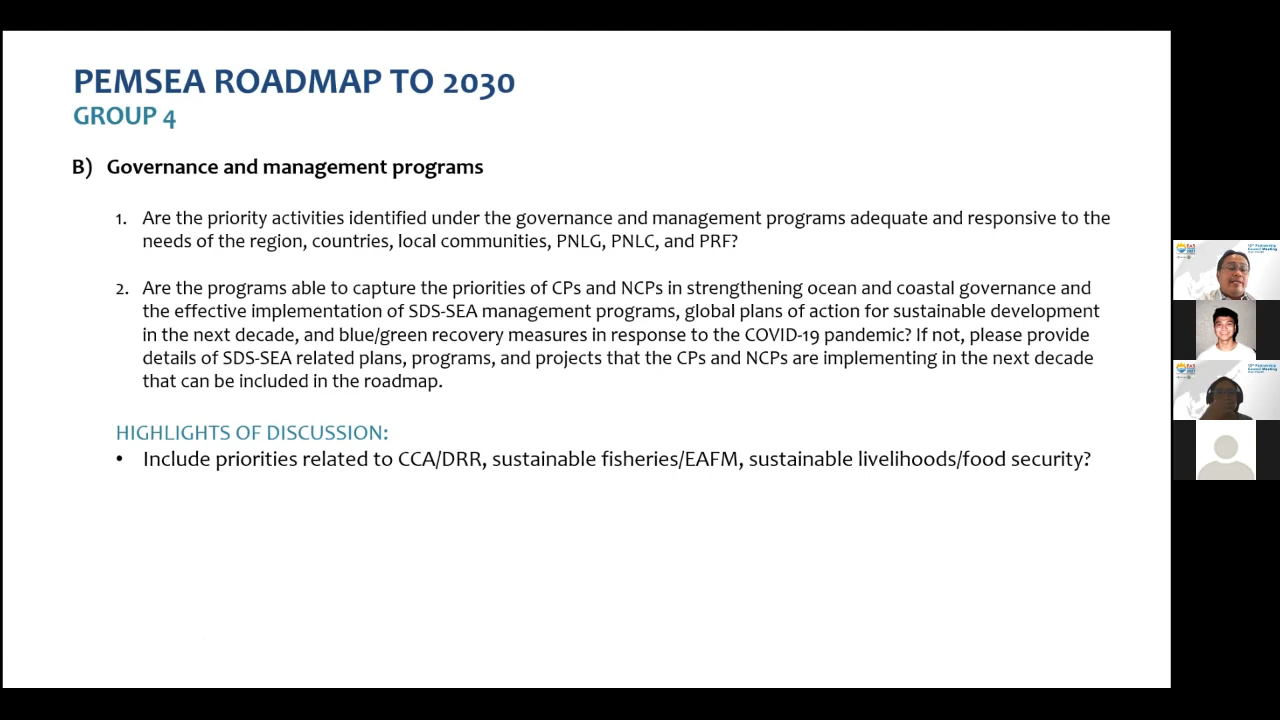 PEMSEA ROADMAP TO 2030
GROUP 4
B) Governance and management programs
1. Are the priority activities identified under the governance and management programs adequate and responsive to the
needs of the region, countries, local communities, PNLG, PNLC, and PRF?
2. Are the programs able to capture the priorities of CPs and NCPs in strengthening ocean and coastal governance and
the effective implementation of SDS-SEA management programs, global plans of action for sustainable development
in the next decade, and blue/green recovery measures in response to the COVID-19 pandemic? If not, please provide
details of SDS-SEA related plans, programs, and projects that the CPs and NCPs are implementing in the next decade
that can be included in the roadmap.
HIGHLIGHTS OF DISCUSSION:
• Include priorities related to CCA/DRR, sustainable fisheries/EAFM, sustainable livelihoods/food security?